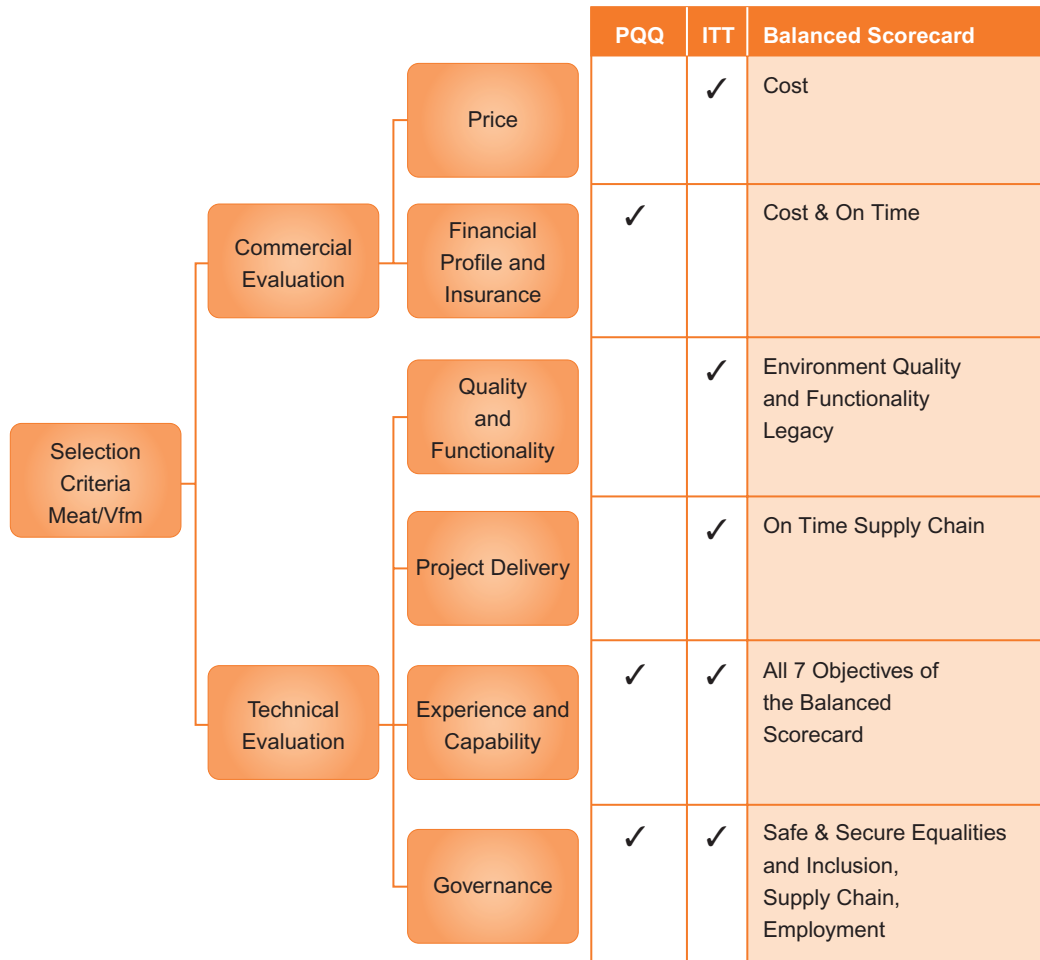 PQQ ITT Balanced Scorecard
Price
✓
Cost
Commercial
Evaluation
Financial
Profile and
Insurance
✓
Cost & On Time
Selection
Criteria
Meat/Vfm
Quality
and
Functionality
✓
Environment Quality
and Functionality
Legacy
Project Delivery
✓
On Time Supply Chain
Technical
Evaluation
Experience and
Capability
✓ ✓
All 7 Objectives of
the Balanced
Scorecard
Governance
✓ ✓
Safe & Secure Equalities
and Inclusion,
Supply Chain,
Employment